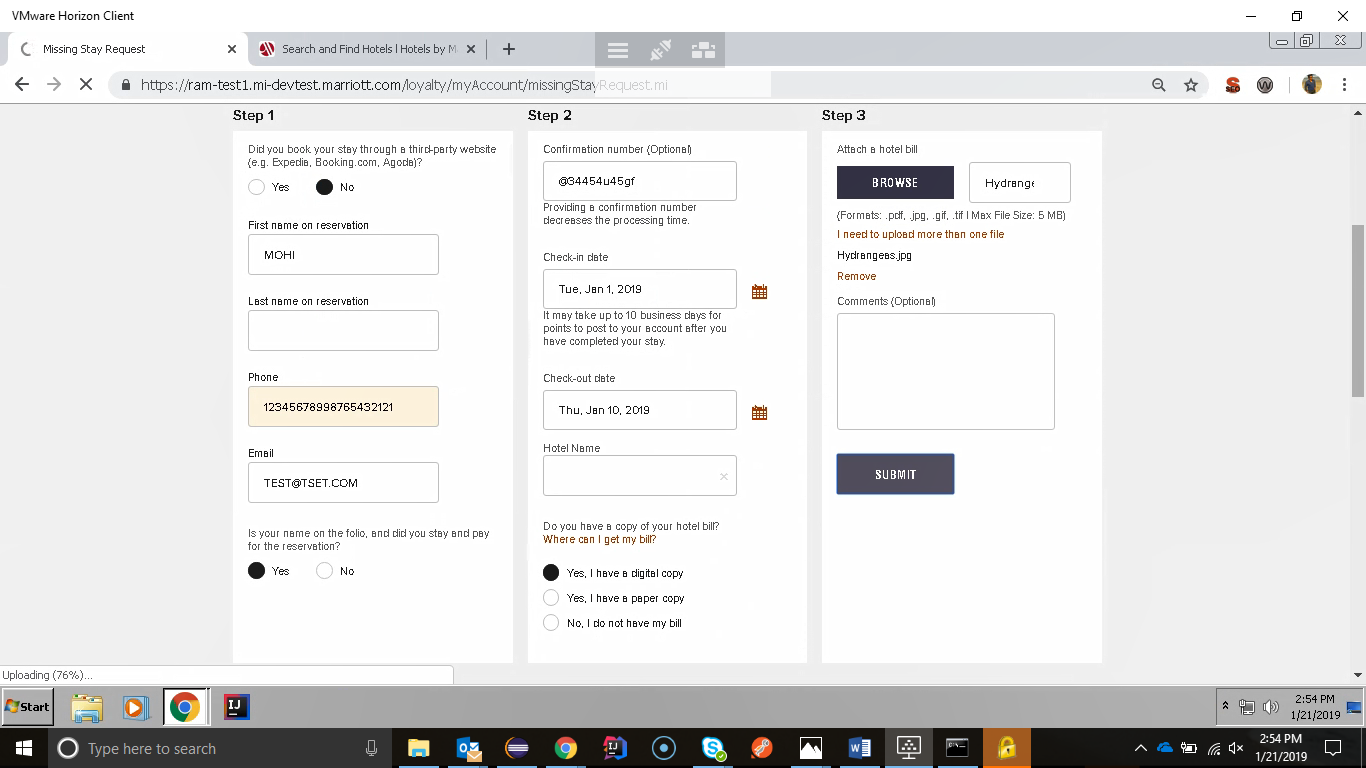 VMware Horizon Client
Missing Stay Request
Search and Find Hotels | Hotels by M
https://ram-test1.mi-devtest.marriott.com/loyalty/myAccount/missingStayRequest.mi
Step 1
Did you book your stay through a third-party website
(e.g. Expedia, Booking.com, Agoda)?
Yes
No
First name on reservation
MOHI
Last name on reservation
Phone
12345678998765432121
Email
TEST@TSET.COM
Is your name on the folio, and did you stay and pay
for the reservation?
Yes
No
Step 2
Confirmation number (Optional)
@34454u45gf
Providing a confirmation number
decreases the processing time.
Check-in date
Tue, Jan 1, 2019
It may take up to 10 business days for
points to post to your account after you
have completed your stay.
Check-out date
Thu, Jan 10, 2019
Hotel Name
Do you have a copy of your hotel bill?
Where can I get my bill?
Yes, I have a digital copy
Yes, I have a paper copy
No, I do not have my bill
Step 3
Attach a hotel bill
BROWSE
Hydrange
(Formats: .pdf, .jpg, .gif, .tif | Max File Size: 5 MB)
I need to upload more than one file
Hydrangeas.jpg
Remove
Comments (Optional)
SUBMIT
Uploading (76%)...
Start
2:54 PM
1/21/2019
Type here to search
2:54 PM
1/21/2019